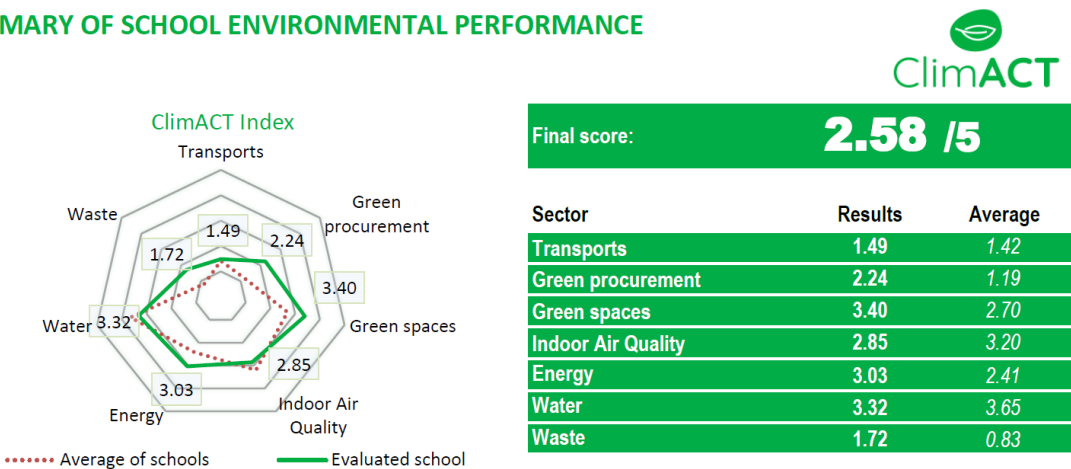 MARY OF SCHOOL ENVIRONMENTAL PERFORMANCE
ClimACT
ClimACT Index
Transports
Green
procurement
Green spaces
Indoor Air
Quality
Energy
Water
Waste
1.49
2.24
3.40
2.85
3.03
3.32
1.72
Average of schools
Evaluated school
Final score: 2.58 /5
Sector Results Average
Transports 1.49 1.42
Green procurement 2.24 1.19
Green spaces 3.40 2.70
Indoor Air Quality 2.85 3.20
Energy 3.03 2.41
Water 3.32 3.65
Waste 1.72 0.83